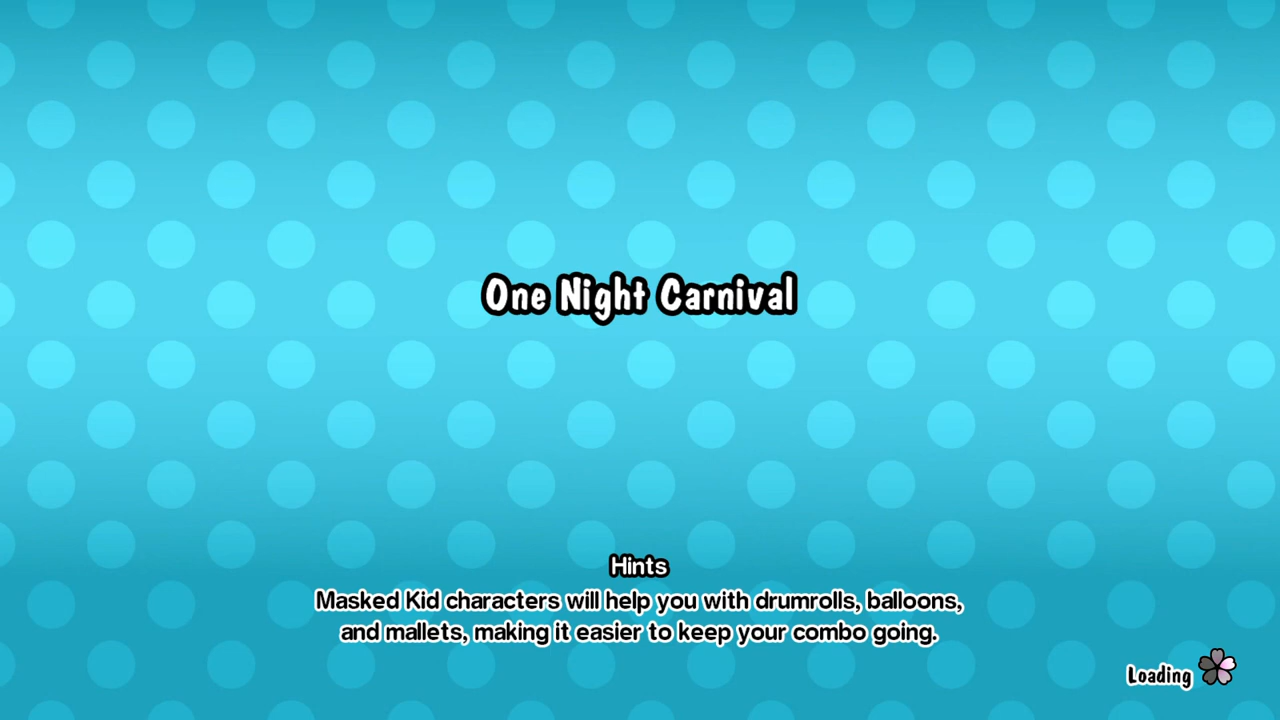 One Night Carnival
Hints
Masked Kid characters will help you with drumrolls, balloons,
and mallets, making it easier to keep your combo going.
Loading